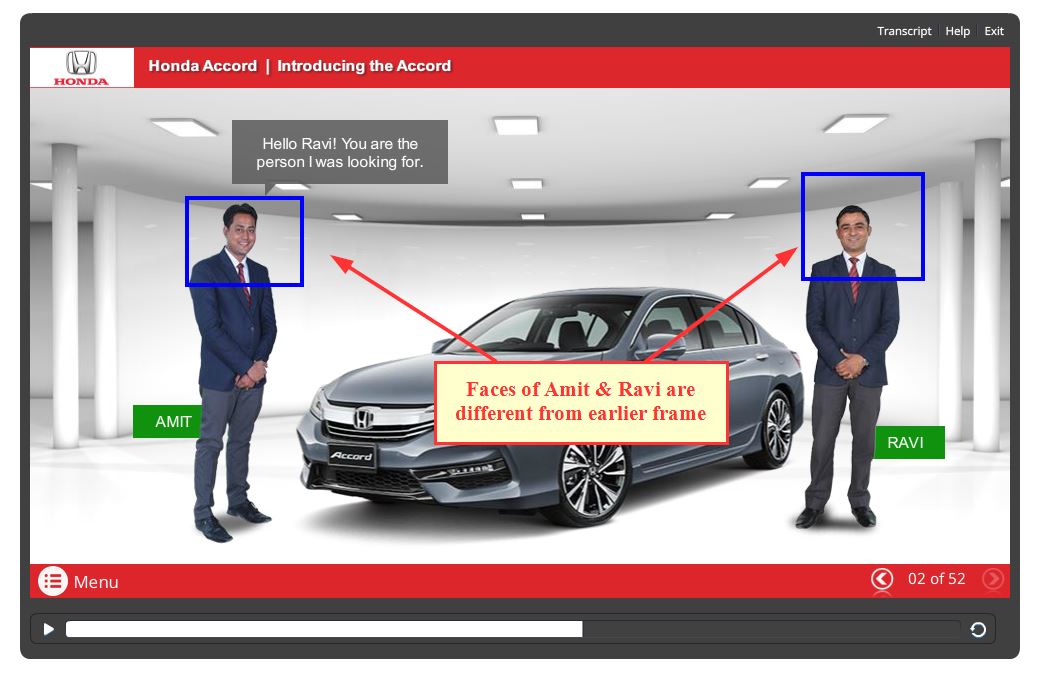 Transcript Help Exit
HONDA
Honda Accord | Introducing the Accord
Hello Ravi! You are the
person I was looking for.
Faces of Amit & Ravi are
different from earlier frame
AMIT
RAVI
Accord
Menu
02 of 52